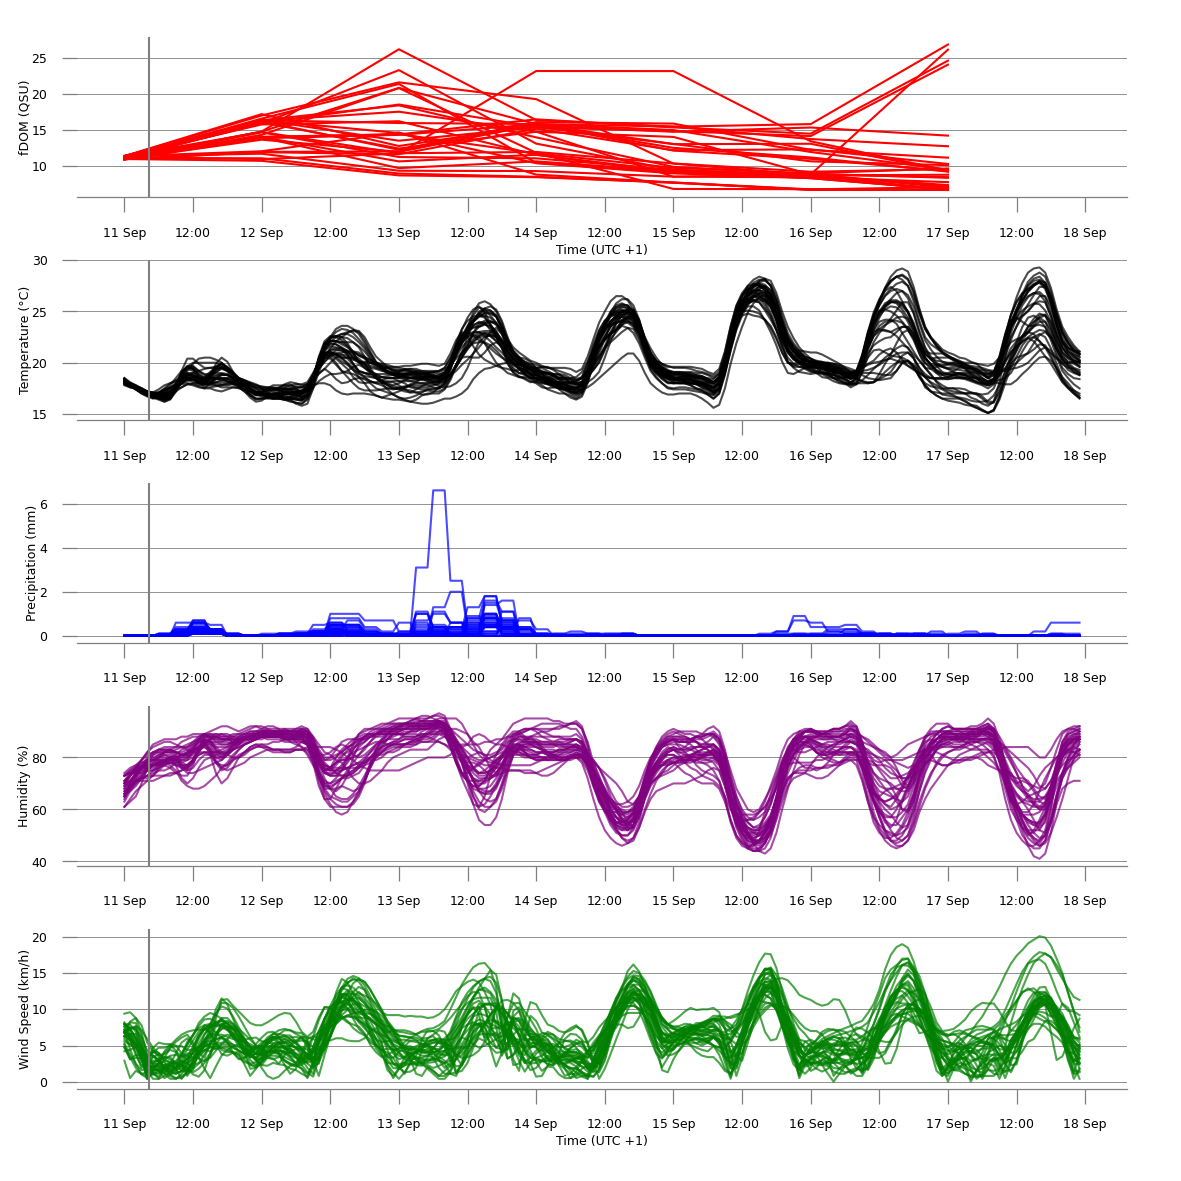 fDOM (QSU)
25
20
15
10
11 Sep 12:00 12 Sep 12:00 13 Sep 12:00 14 Sep 12:00 15 Sep 12:00 16 Sep 12:00 17 Sep 12:00 18 Sep
Time (UTC +1)
Temperature (°C)
30
25
20
15
11 Sep 12:00 12 Sep 12:00 13 Sep 12:00 14 Sep 12:00 15 Sep 12:00 16 Sep 12:00 17 Sep 12:00 18 Sep
Precipitation (mm)
6
4
2
0
11 Sep 12:00 12 Sep 12:00 13 Sep 12:00 14 Sep 12:00 15 Sep 12:00 16 Sep 12:00 17 Sep 12:00 18 Sep
Humidity (%)
80
60
40
11 Sep 12:00 12 Sep 12:00 13 Sep 12:00 14 Sep 12:00 15 Sep 12:00 16 Sep 12:00 17 Sep 12:00 18 Sep
Wind Speed (km/h)
20
15
10
5
0
11 Sep 12:00 12 Sep 12:00 13 Sep 12:00 14 Sep 12:00 15 Sep 12:00 16 Sep 12:00 17 Sep 12:00 18 Sep
Time (UTC +1)